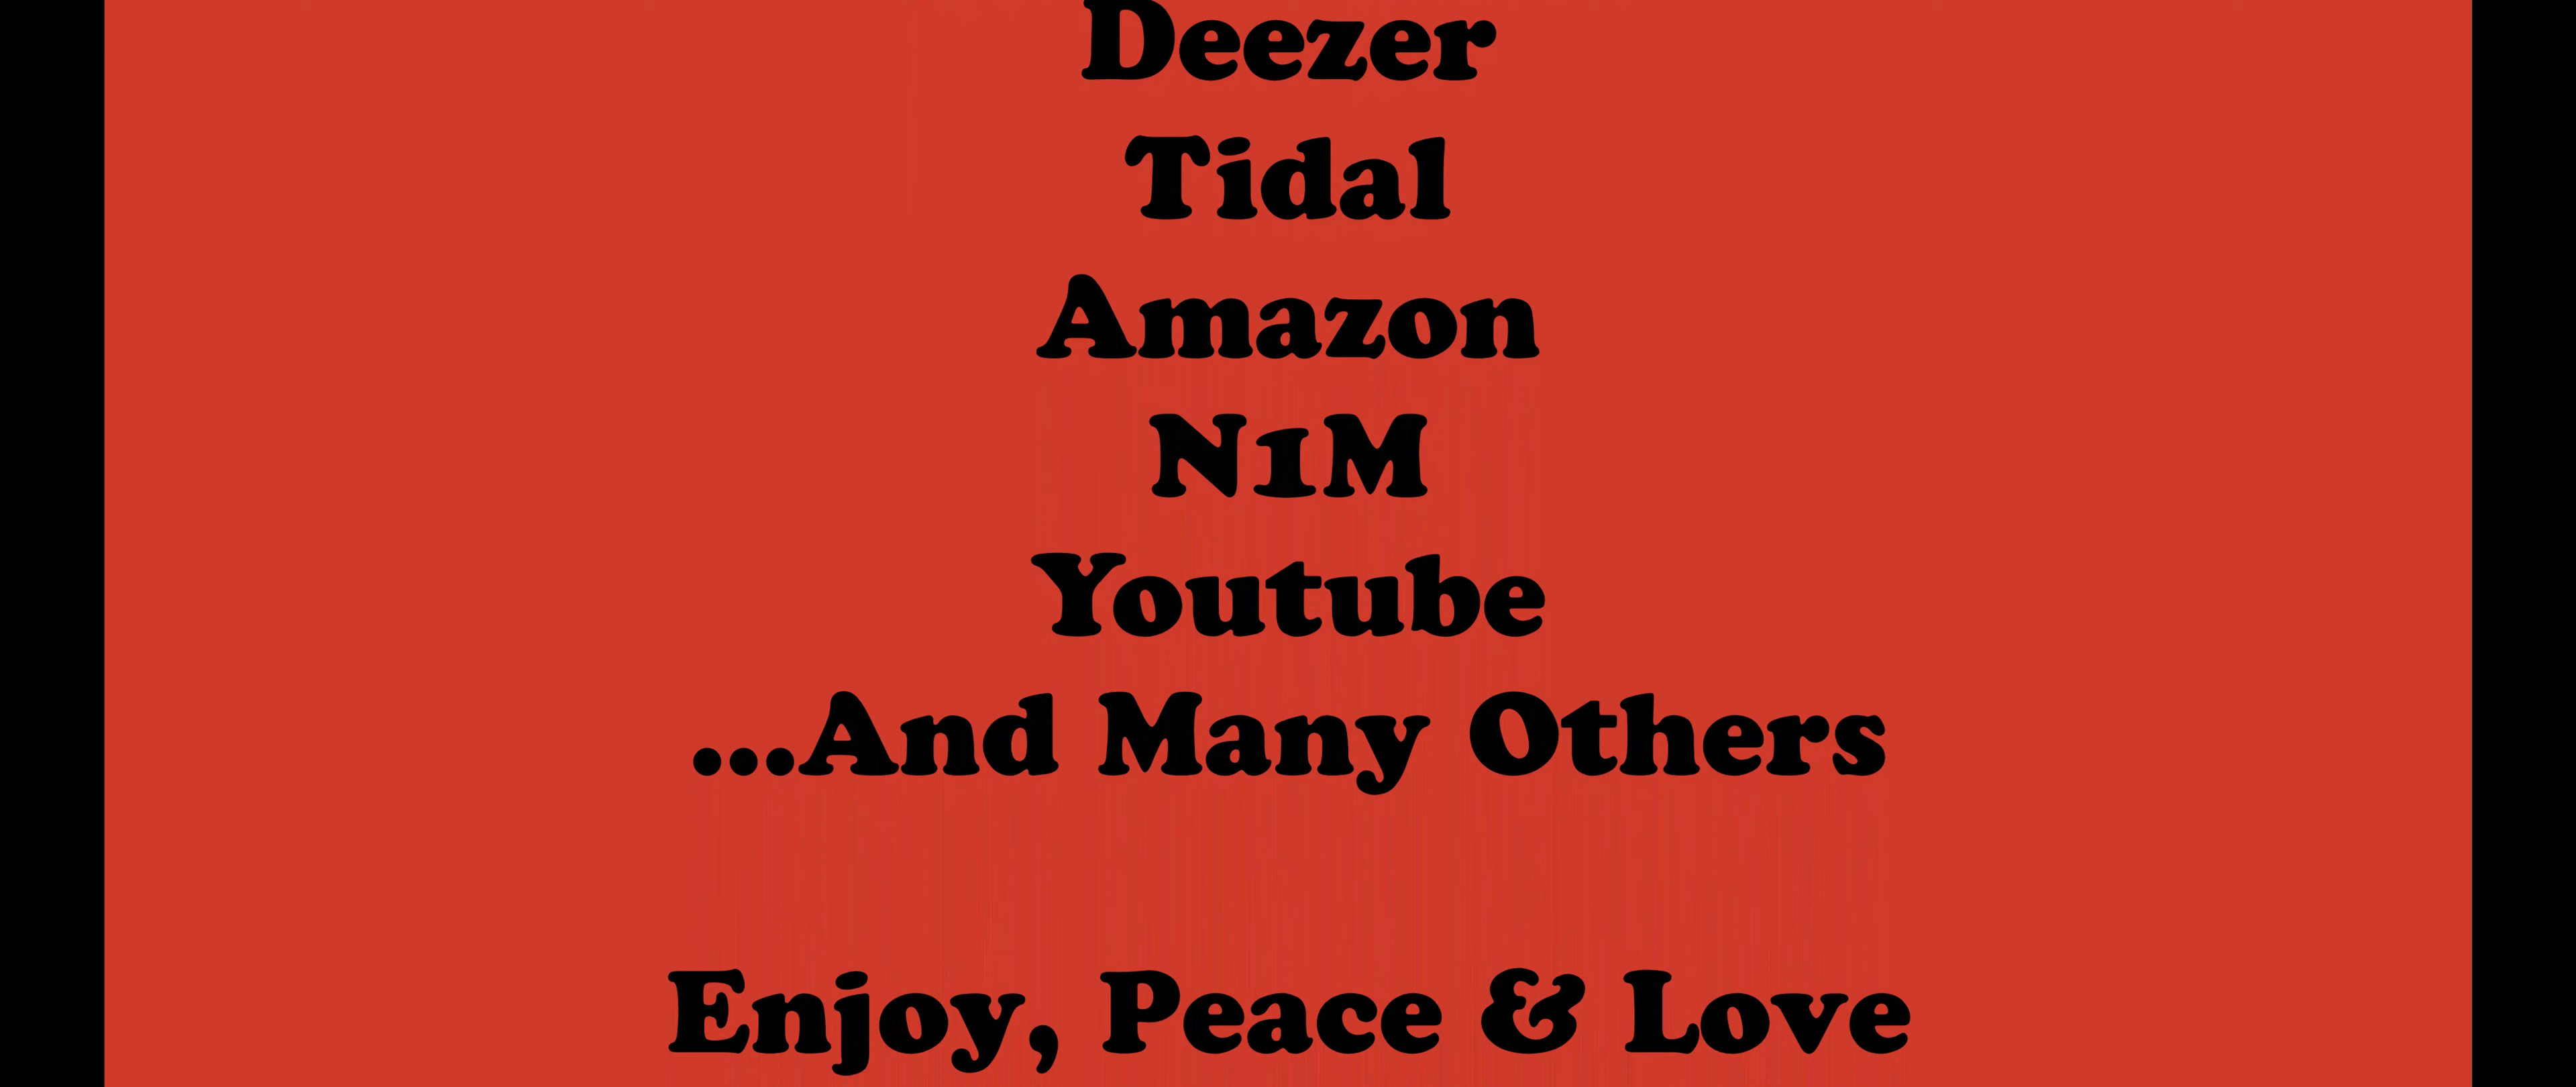 Deezer
Tidal
Amazon
N1M
Youtube
...And Many Others
Enjoy, Peace & Love